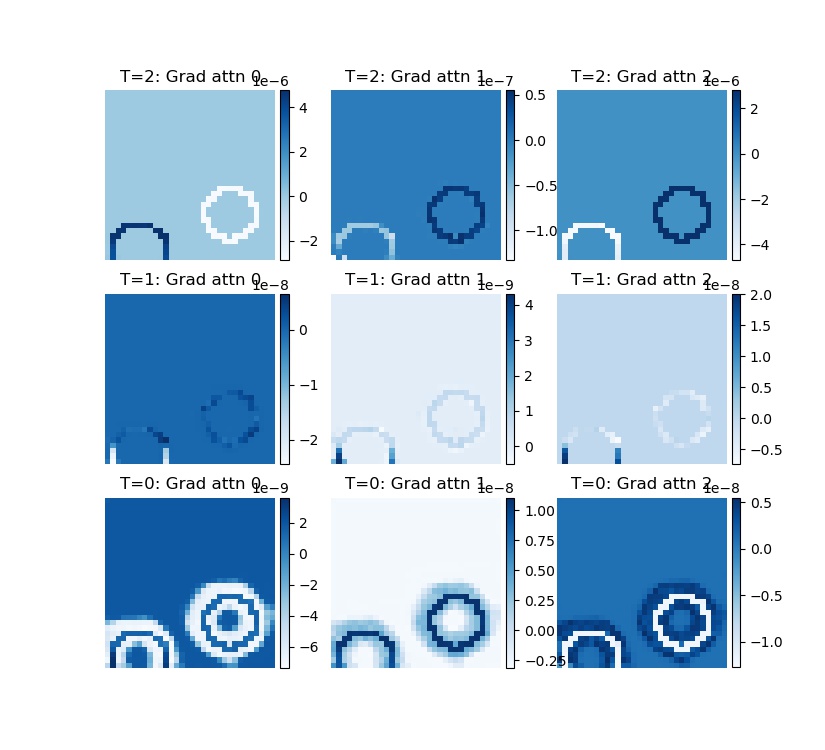 T=2: Grad attn 0
1e−6
4
2
0
−2
T=2: Grad attn 1
1e−7
0.5
0.0
−0.5
−1.0
T=2: Grad attn 2
1e−6
2
0
−2
−4
T=1: Grad attn 0
1e−8
0
−1
−2
T=1: Grad attn 1
1e−9
4
3
2
1
0
T=1: Grad attn 2
1e−8
2.0
1.5
1.0
0.5
0.0
−0.5
T=0: Grad attn 0
1e−9
2
0
−2
−4
−6
T=0: Grad attn 1
1e−8
1.00
0.75
0.50
0.25
0.00
−0.25
T=0: Grad attn 2
1e−8
0.5
0.0
−0.5
−1.0